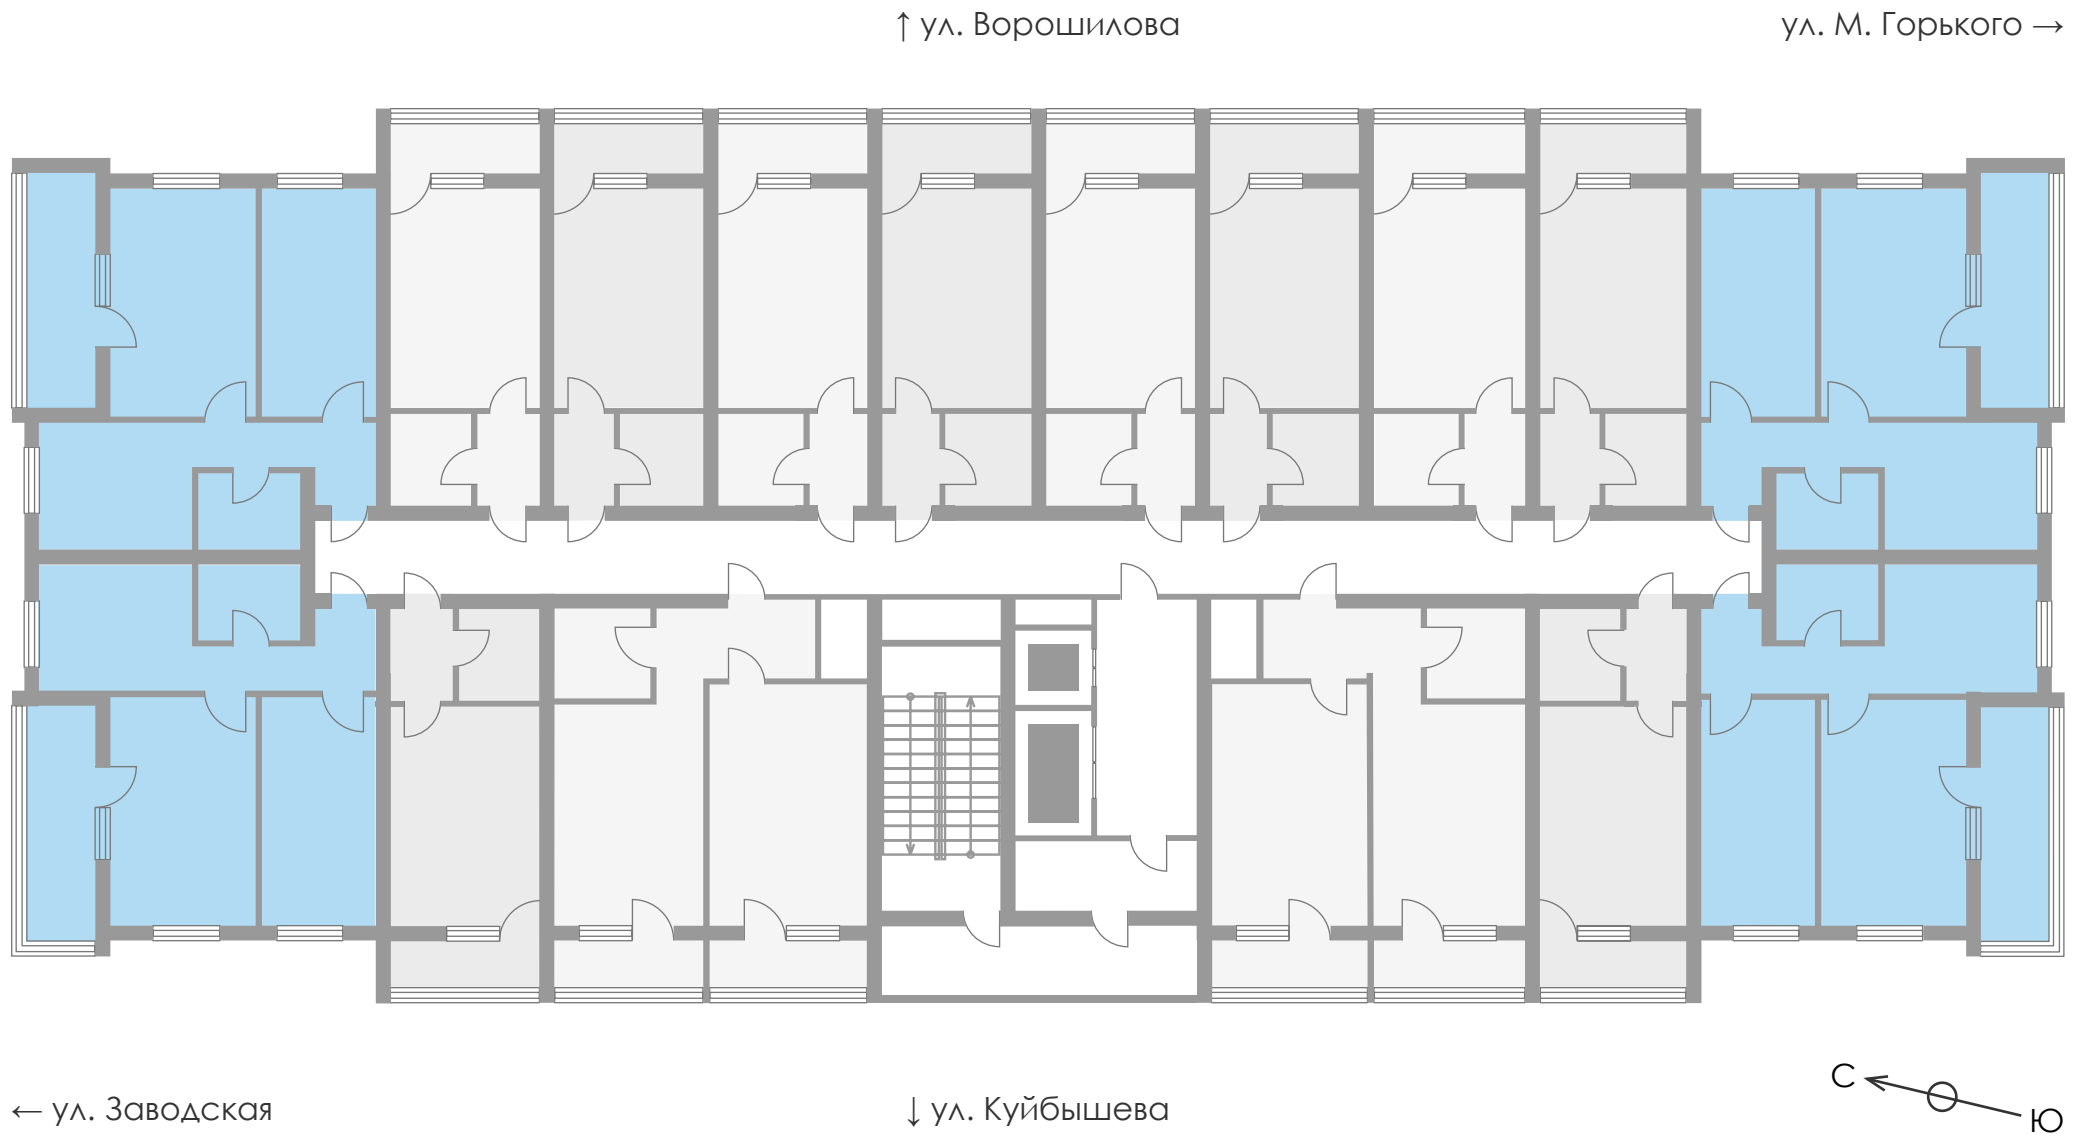 ↑ ул. Ворошилова
ул. М. Горького →
← ул. Заводская
↓ ул. Куйбышева
С
Ю